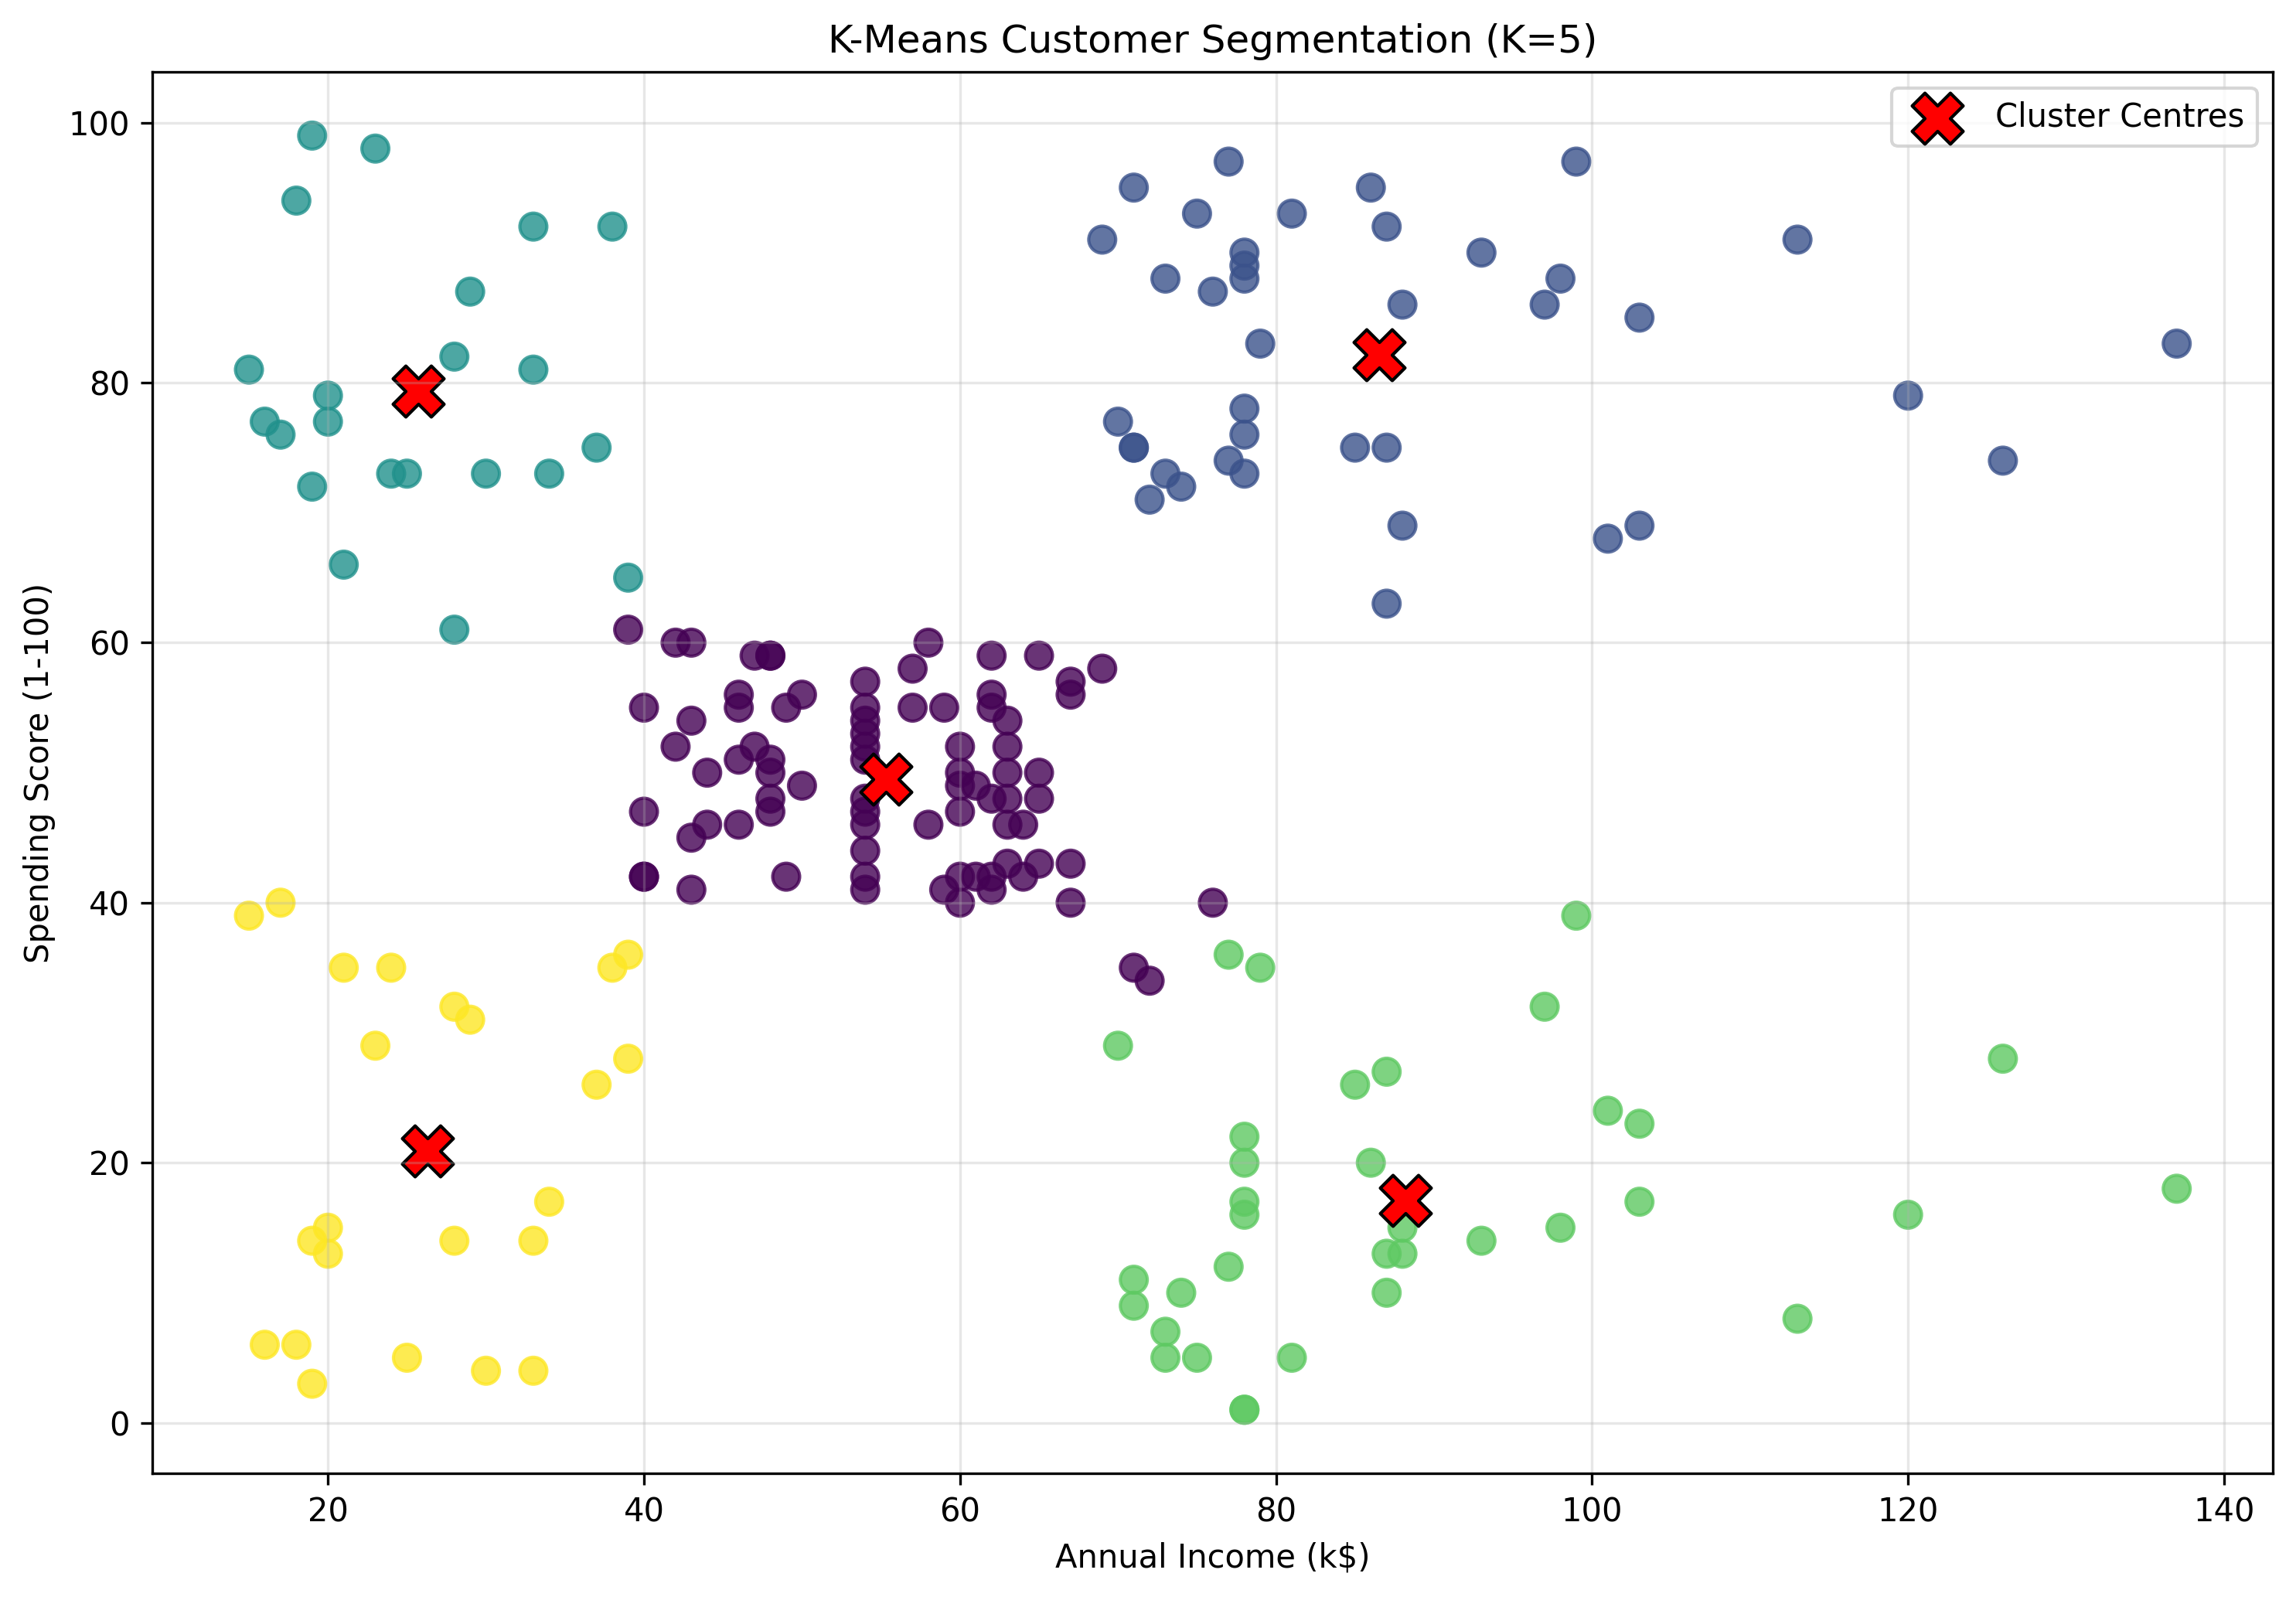 K-Means Customer Segmentation (K=5)
Cluster Centres
100
80
60
40
20
0
Spending Score (1-100)
20 40 60 80 100 120 140
Annual Income (k$)